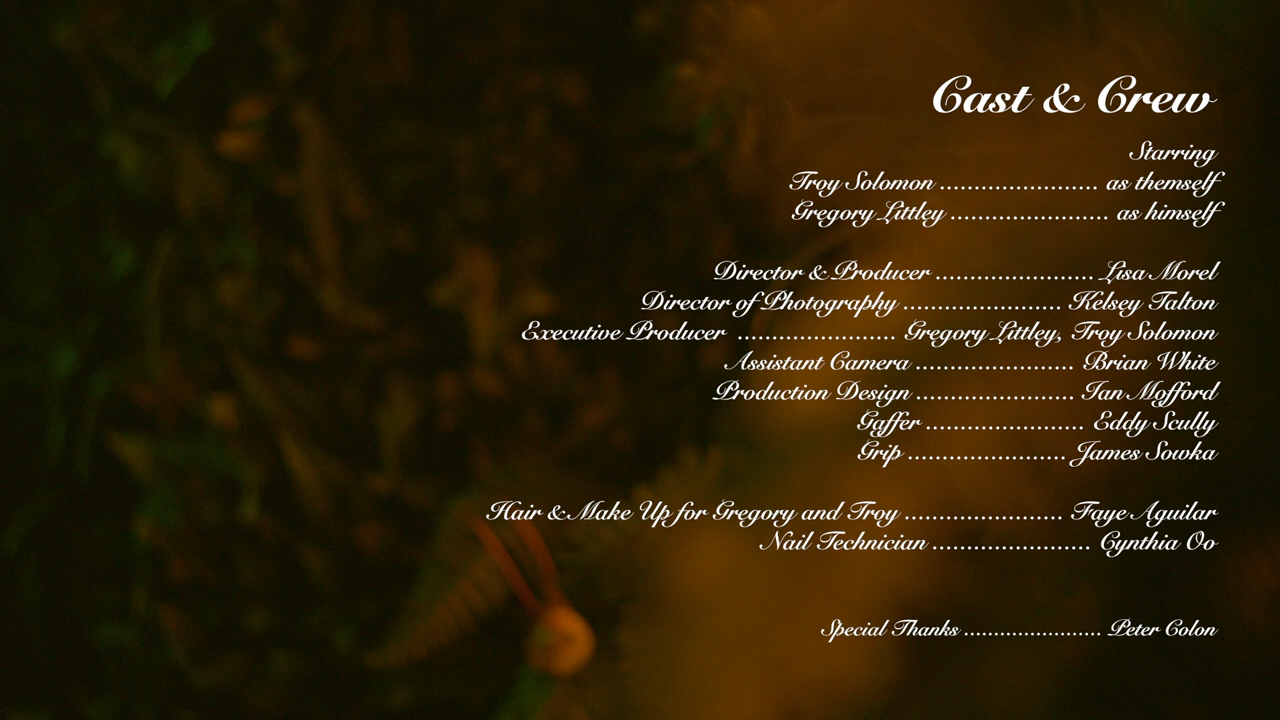 Cast & Crew
Starring
Troy Solomon ....................... as themself
Gregory Littley ....................... as himself
Director & Producer ....................... Lisa Morel
Director of Photography ....................... Kelsey Talton
Executive Producer ....................... Gregory Littley, Troy Solomon
Assistant Camera ....................... Brian White
Production Design ....................... Ian Mofford
Gaffer ....................... Eddy Scully
Grip ....................... James Sowka
Hair & Make Up for Gregory and Troy ....................... Faye Aguilar
Nail Technician ....................... Cynthia Oo
Special Thanks ....................... Peter Colon